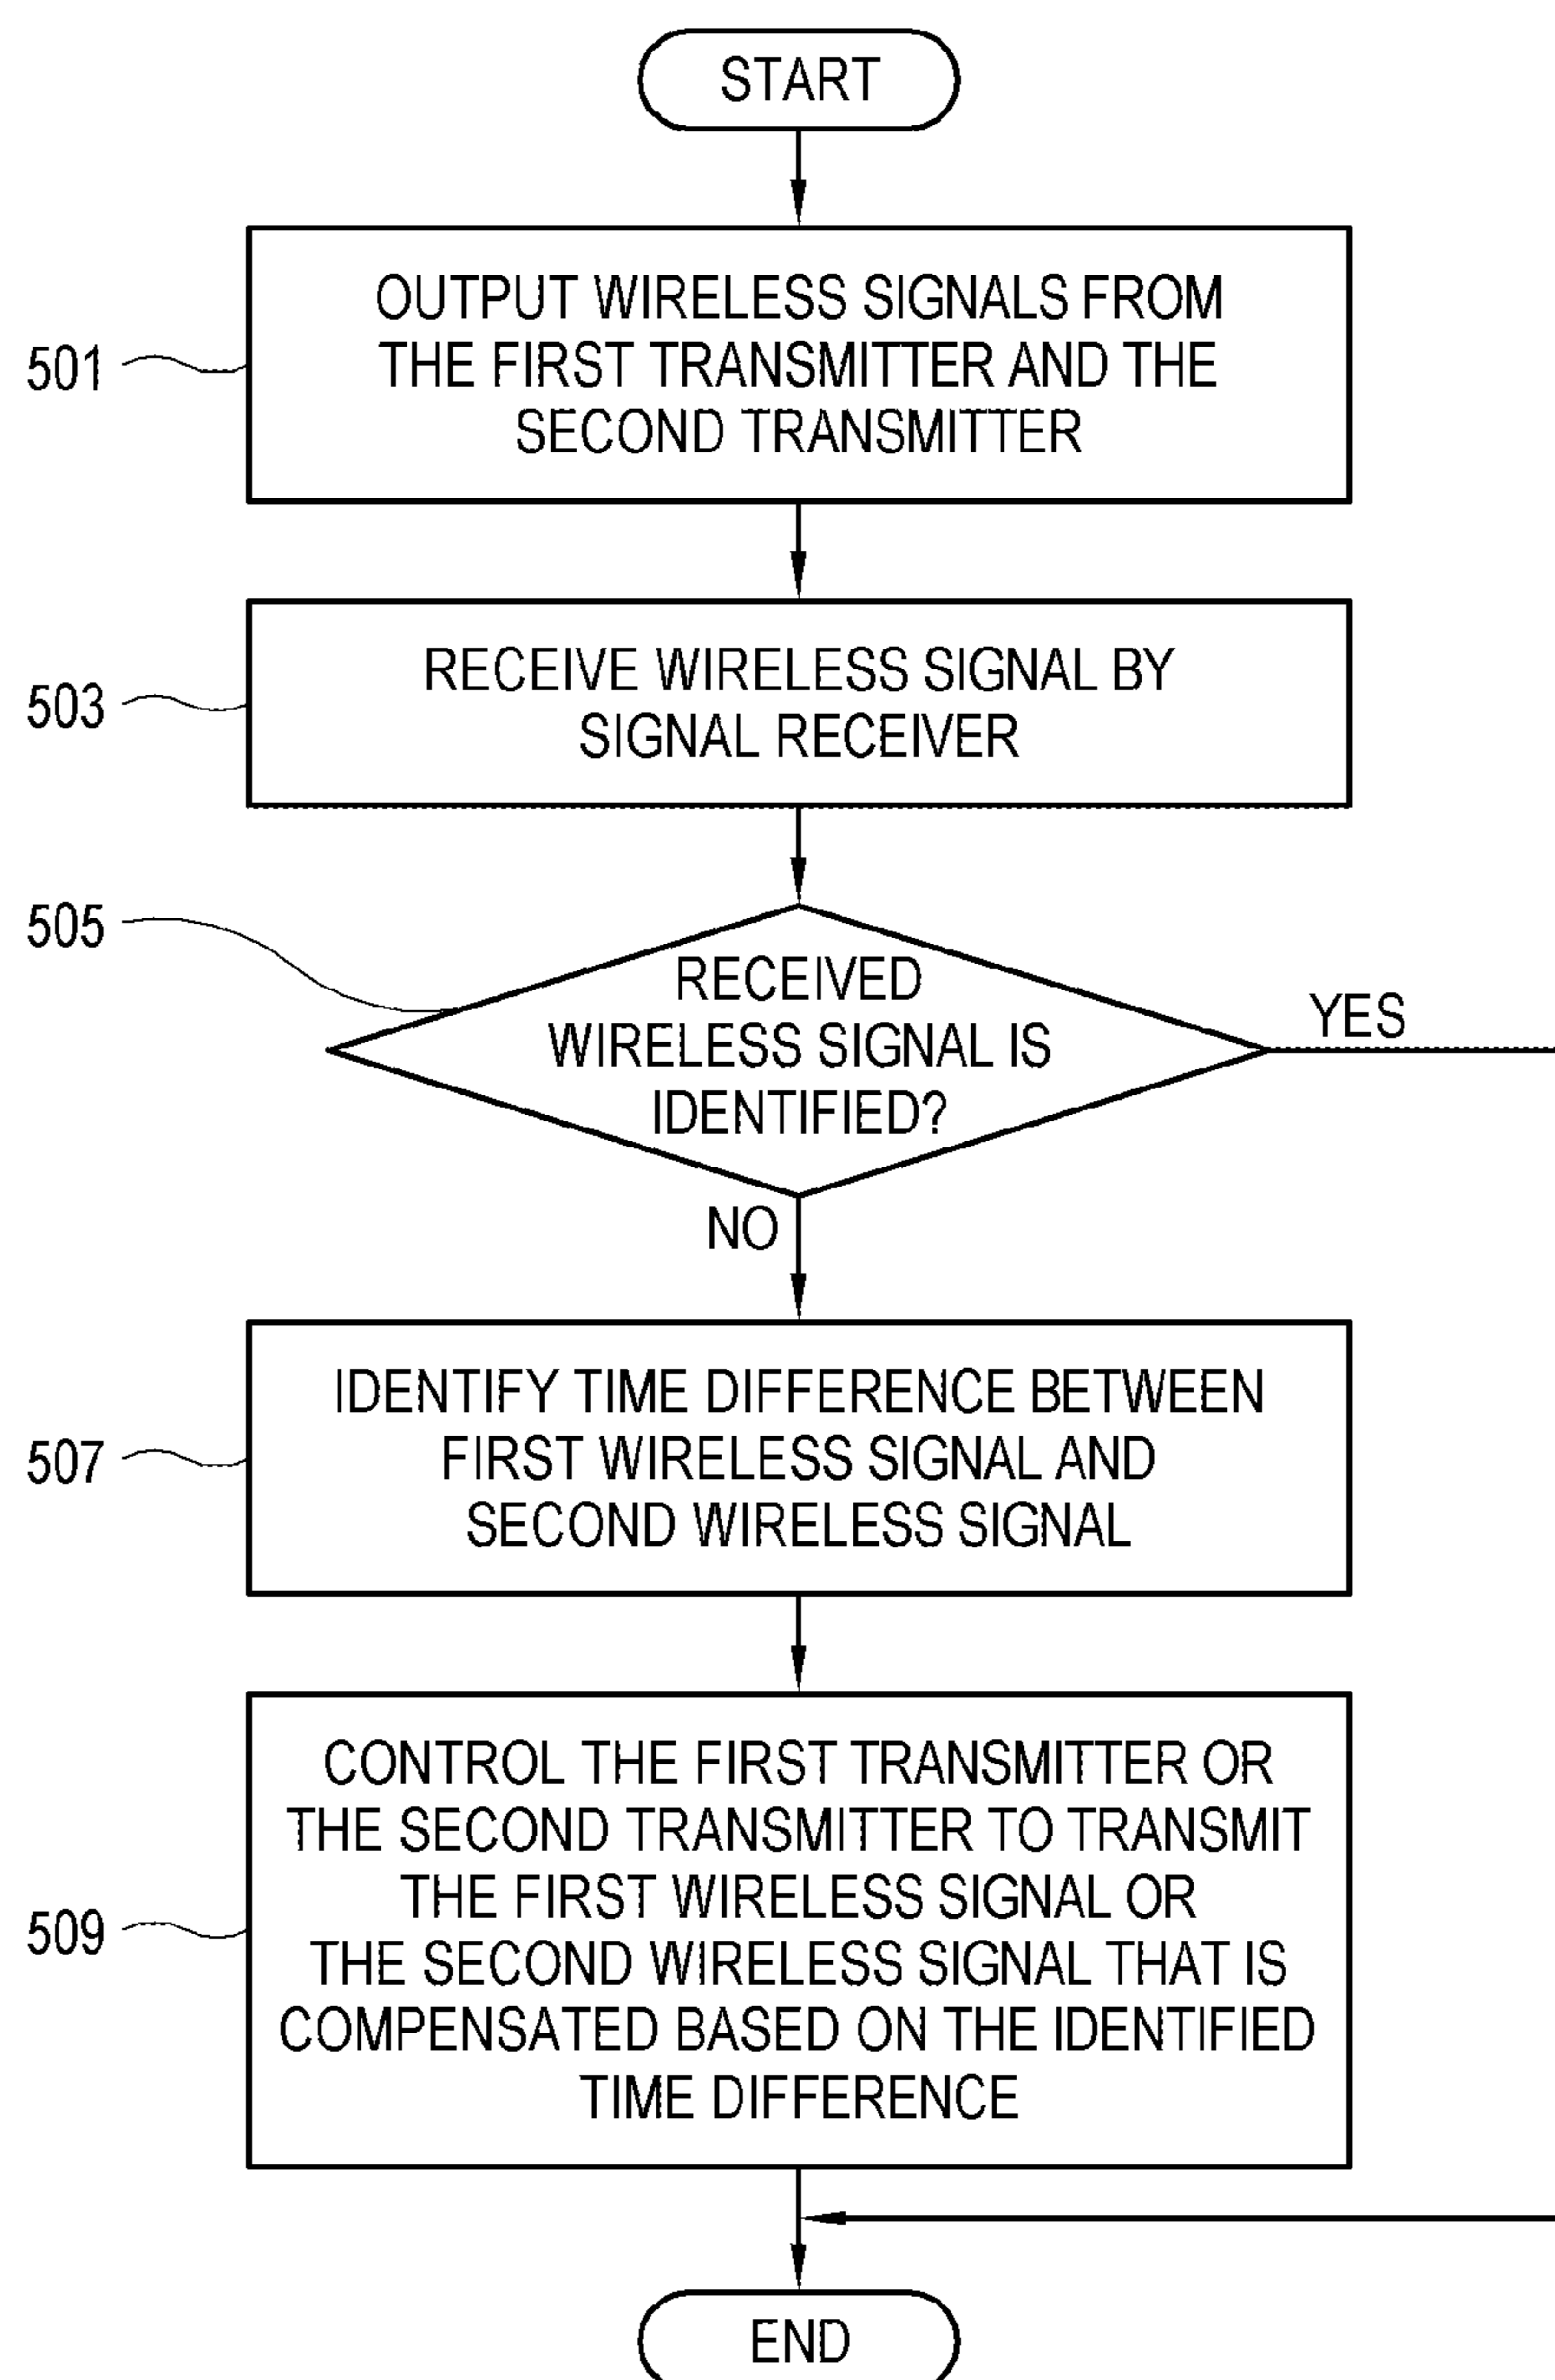 START
501
OUTPUT WIRELESS SIGNALS FROM
THE FIRST TRANSMITTER AND THE
SECOND TRANSMITTER
503
RECEIVE WIRELESS SIGNAL BY
SIGNAL RECEIVER
505
RECEIVED
WIRELESS SIGNAL IS
IDENTIFIED?
YES
NO
507
IDENTIFY TIME DIFFERENCE BETWEEN
FIRST WIRELESS SIGNAL AND
SECOND WIRELESS SIGNAL
509
CONTROL THE FIRST TRANSMITTER OR
THE SECOND TRANSMITTER TO TRANSMIT
THE FIRST WIRELESS SIGNAL OR
THE SECOND WIRELESS SIGNAL THAT IS
COMPENSATED BASED ON THE IDENTIFIED
TIME DIFFERENCE
END